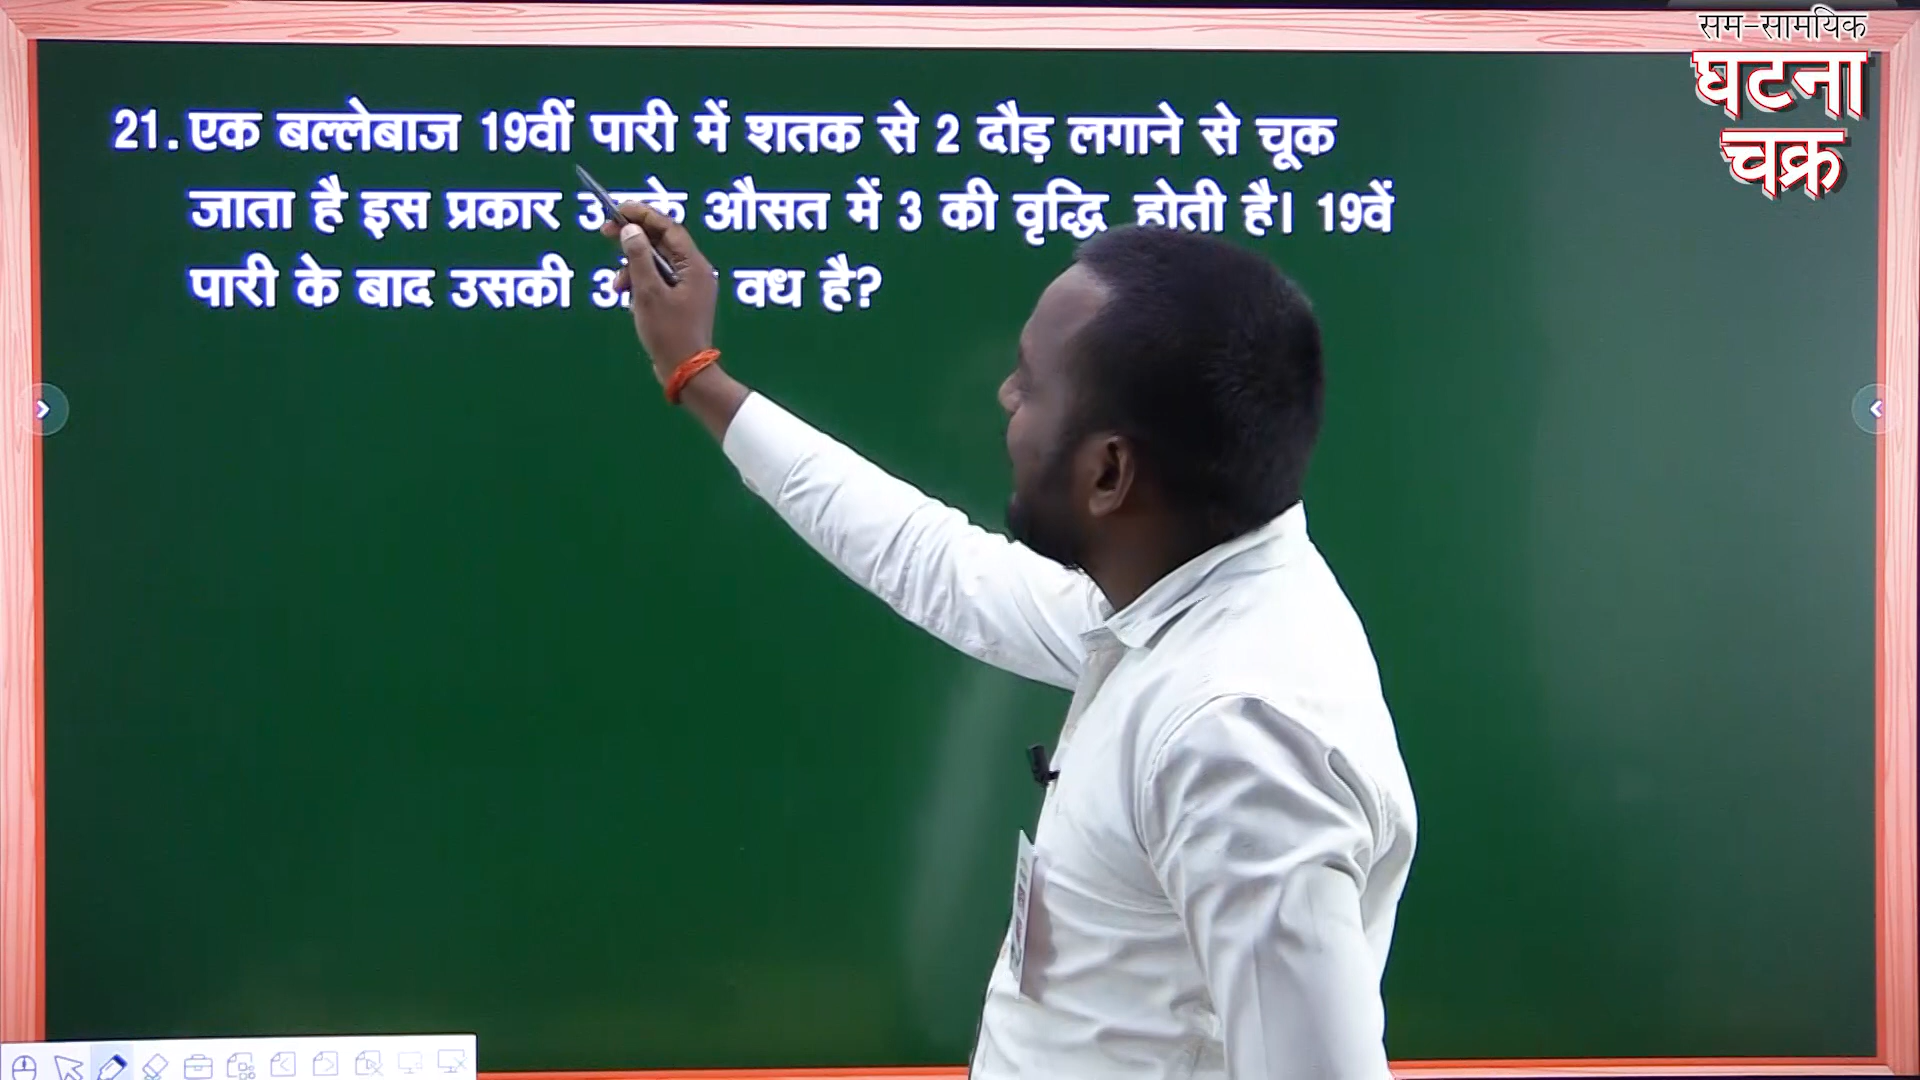 सम-सामयिक
घटना
चक्र
21. एक बल्लेबाज 19वीं पारी में शतक से 2 दौड़ लगाने से चूक
जाता है इस प्रकार औसत में 3 की वृद्धि होती है। 19वें
पारी के बाद उसकी वध है?